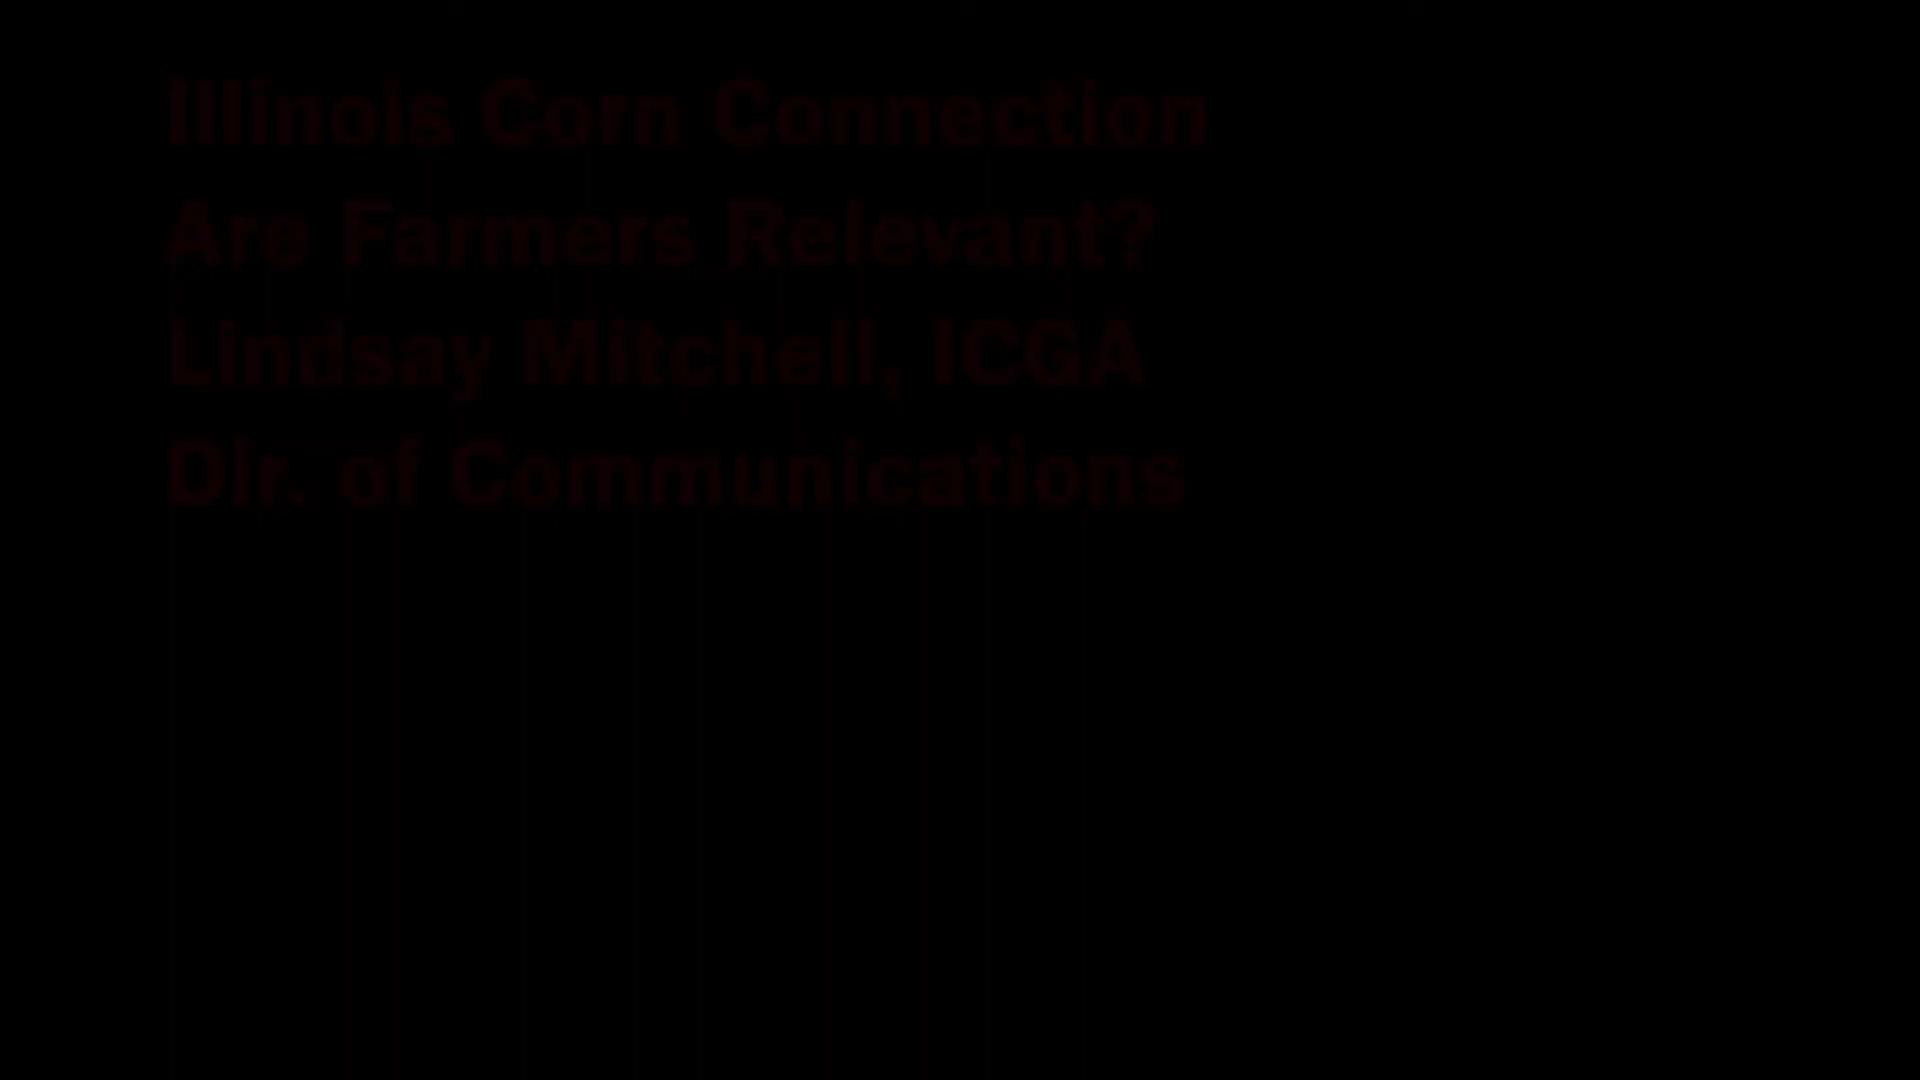 Illinois Corn Connection
Are Farmers Relevant?
Lindsay Mitchell, ICGA
Dir. of Communications